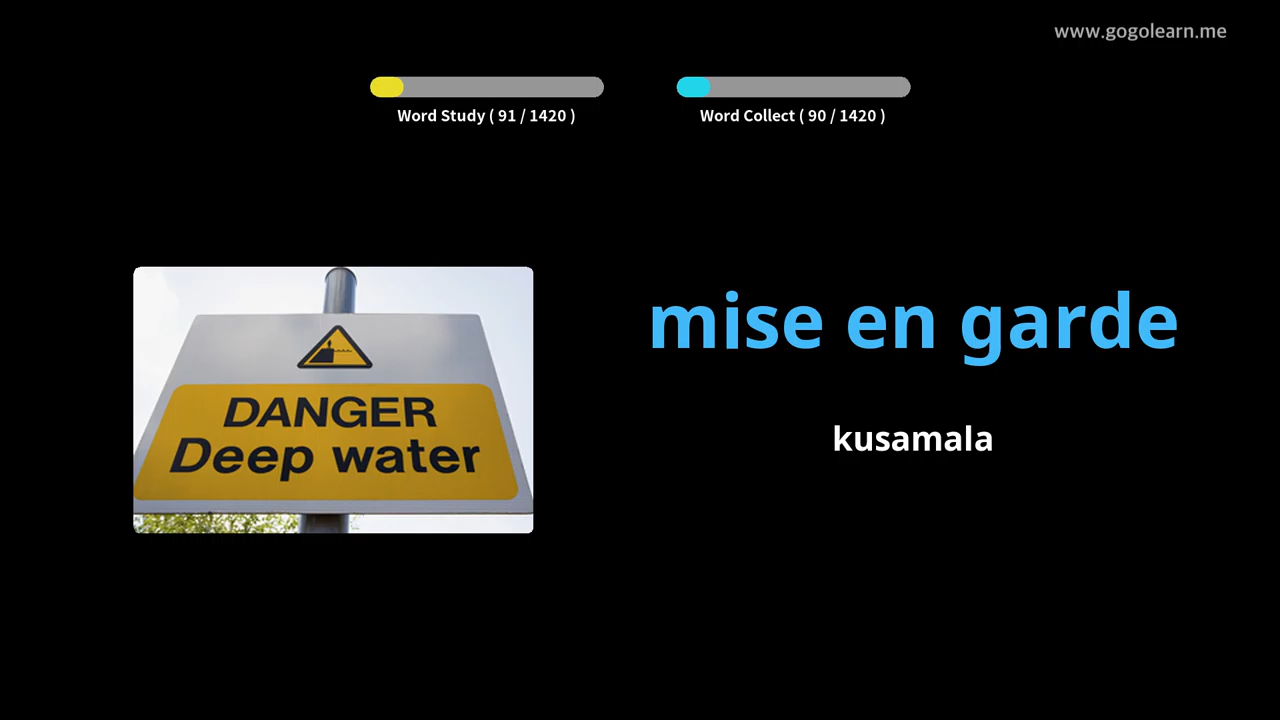 www.gogolearn.me
Word Study ( 91 / 1420 )
Word Collect ( 90 / 1420 )
DANGER
Deep water
mise en garde
kusamala